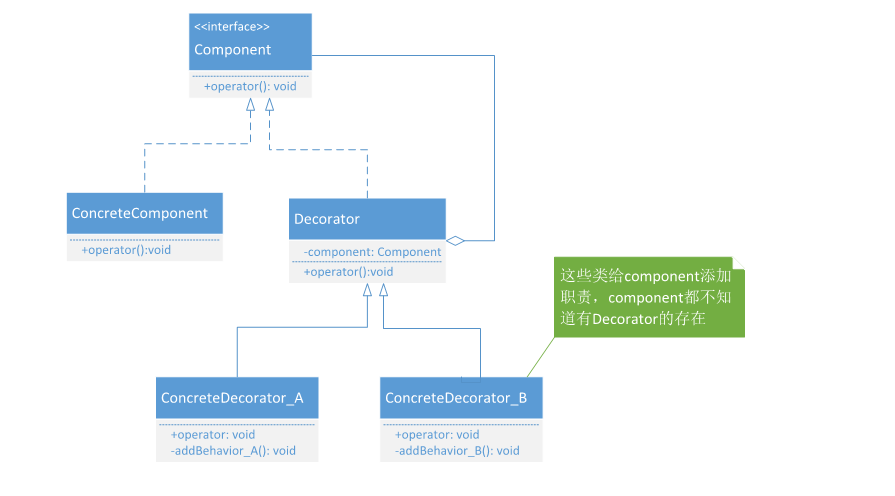 <<interface>>
Component
+operator(): void
ConcreteComponent
+operator():void
Decorator
-component: Component
+operator():void
这些类给component添加
职责，component都不知
道有Decorator的存在
ConcreteDecorator_A
+operator: void
-addBehavior_A(): void
ConcreteDecorator_B
+operator: void
-addBehavior_B(): void